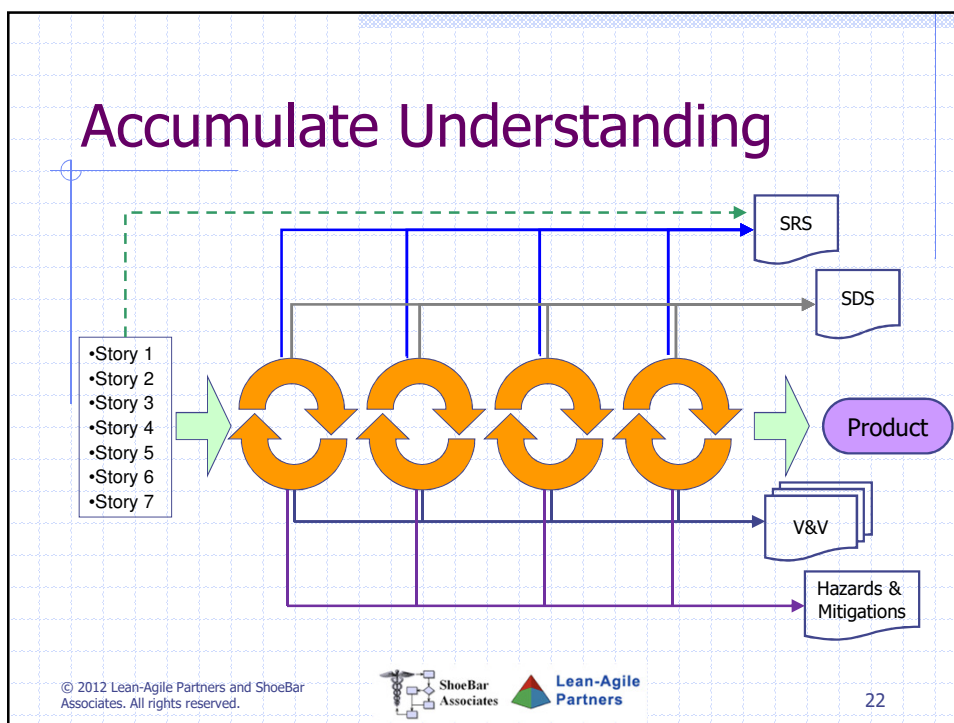 Accumulate Understanding
SRS
SDS
•Story 1
•Story 2
•Story 3
•Story 4
•Story 5
•Story 6
•Story 7
Product
V&V
Hazards &
Mitigations
© 2012 Lean-Agile Partners and ShoeBar
Associates. All rights reserved.
ShoeBar
Associates
Lean-Agile
Partners
22